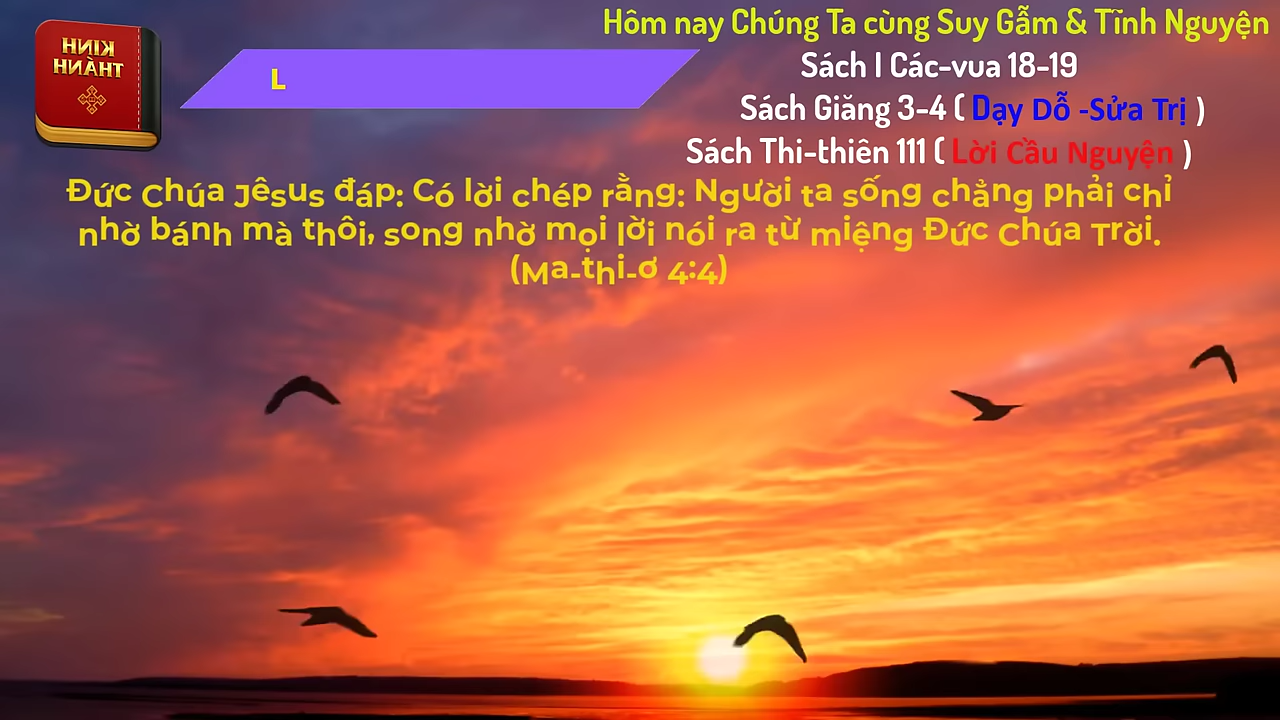 KINH
THÁNH
L
Hôm nay Chúng Ta cùng Suy Gẫm & Tĩnh Nguyện
Sách I Các-vua 18-19
Sách Giăng 3-4 ( Dạy Dỗ -Sửa Trị )
Sách Thi-thiên 111 ( Lời Cầu Nguyện )
Đức Chúa Jêsus đáp: Có lời chép rằng: Người ta sống chẳng phải chỉ
nhờ bánh mà thôi, song nhờ mọi lời nói ra từ miệng Đức Chúa Trời.
(Ma-thi-ơ 4:4)